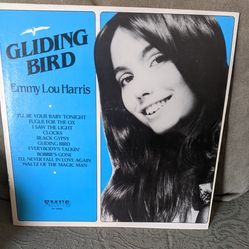 GLIDING
BIRD
Emmy Lou Harris
I'LL BE YOUR BABY TONIGHT
FUGUE FOR THE OX
I SAW THE LIGHT
CLOCKS
BLACK GYPSY
GLIDING BIRD
EVERYBODY'S TALKIN'
BOBBIE'S GONE
I'LL NEVER FALL IN LOVE AGAIN
WALTZ OF THE MAGIC MAN
EMUS